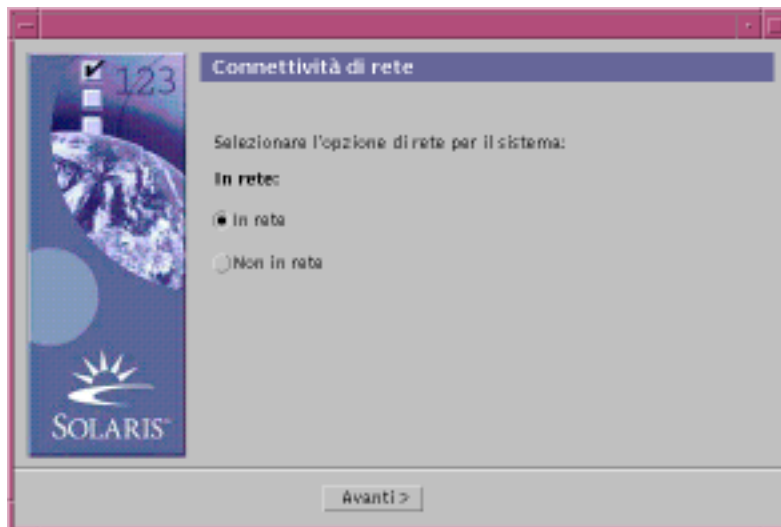 123
Connettività di rete
Selezionare l'opzione di rete per il sistema:
In rete:
In rete
Non in rete
SOLARIS™
Avanti >